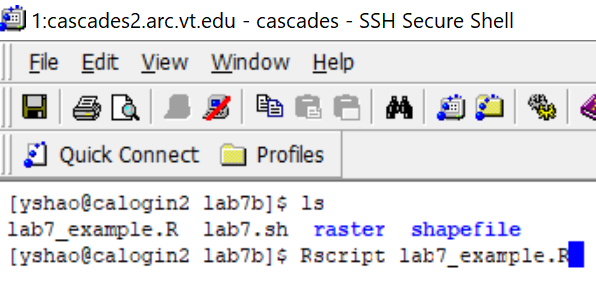 1:cascades2.arc.vt.edu - cascades - SSH Secure Shell
File Edit View Window Help
Quick Connect Profiles
[yshao@calogin2 lab7b]$ ls
lab7_example.R lab7.sh raster shapefile
[yshao@calogin2 lab7b]$ Rscript lab7_example.R